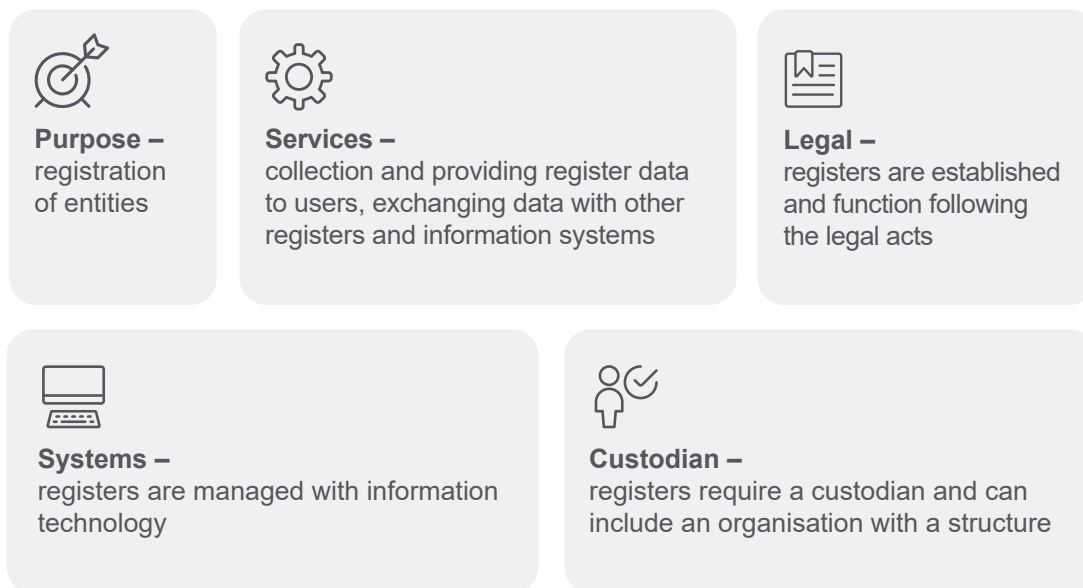 Purpose –
registration
of entities
Services –
collection and providing register data
to users, exchanging data with other
registers and information systems
Legal –
registers are established
and function following
the legal acts
Systems –
registers are managed with information
technology
Custodian –
registers require a custodian and can
include an organisation with a structure